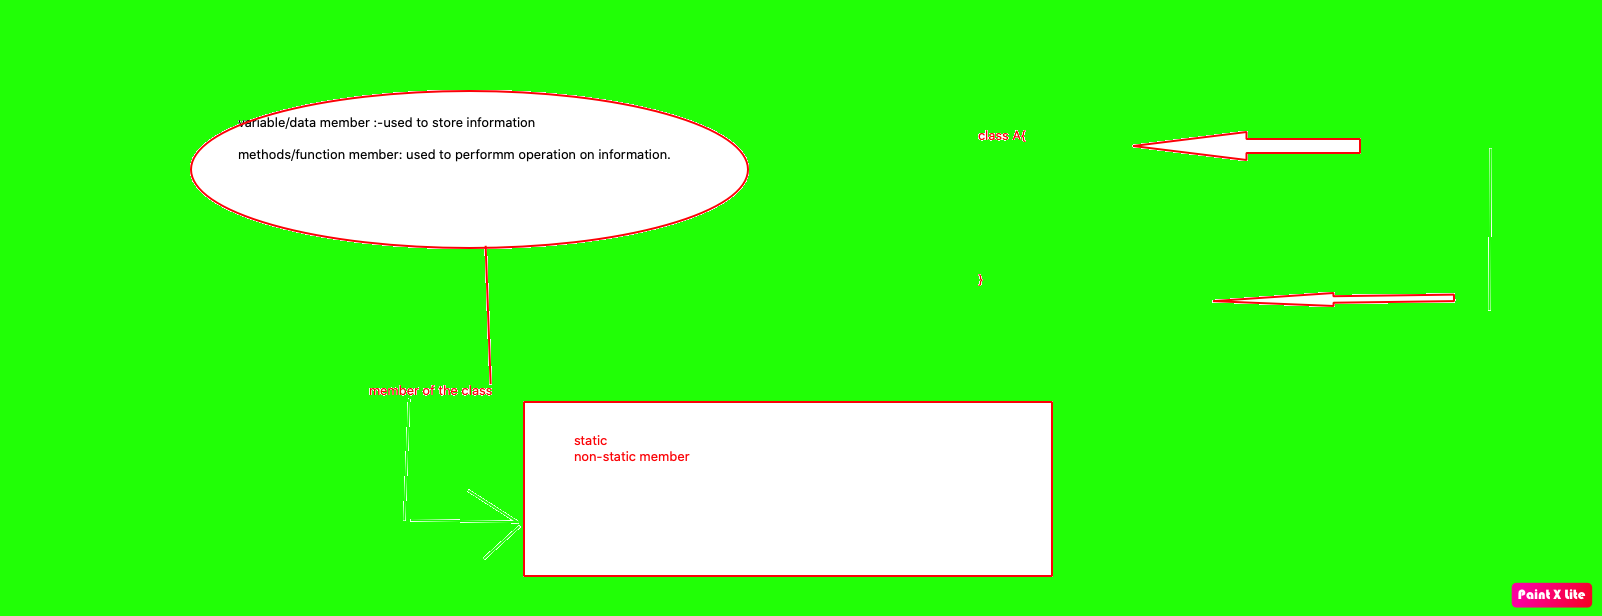 variable/data member :-used to store information
methods/function member: used to performm operation on information.
class A{
}
member of the class
static
non-static member
Paint X Lite